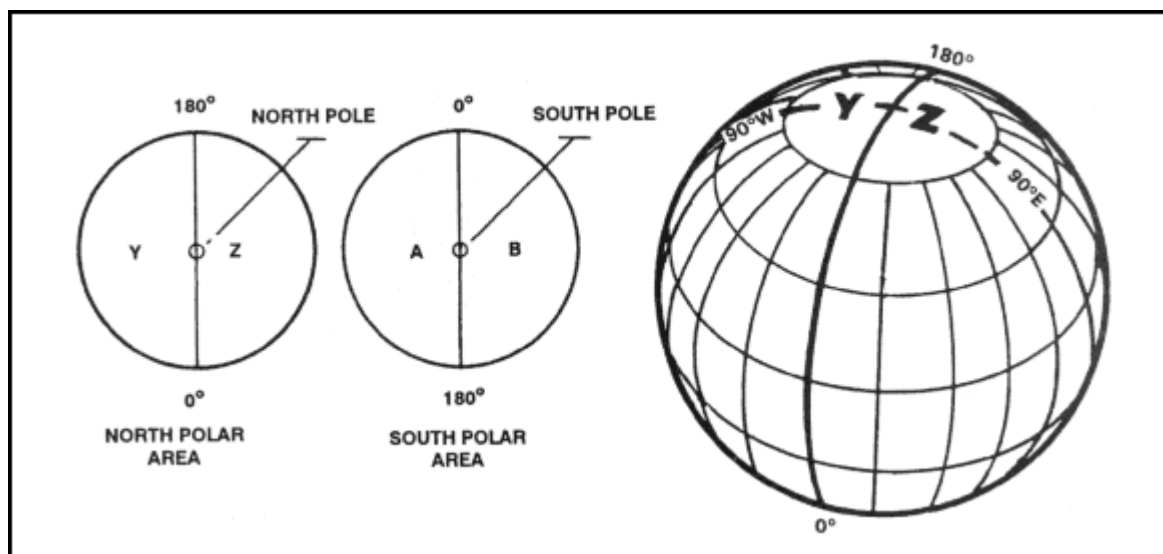 180°
NORTH POLE
Y
Z
0°
NORTH POLAR
AREA
0°
SOUTH POLE
A
B
180°
SOUTH POLAR
AREA
180°
90°W
Y
Z
90°E
0°